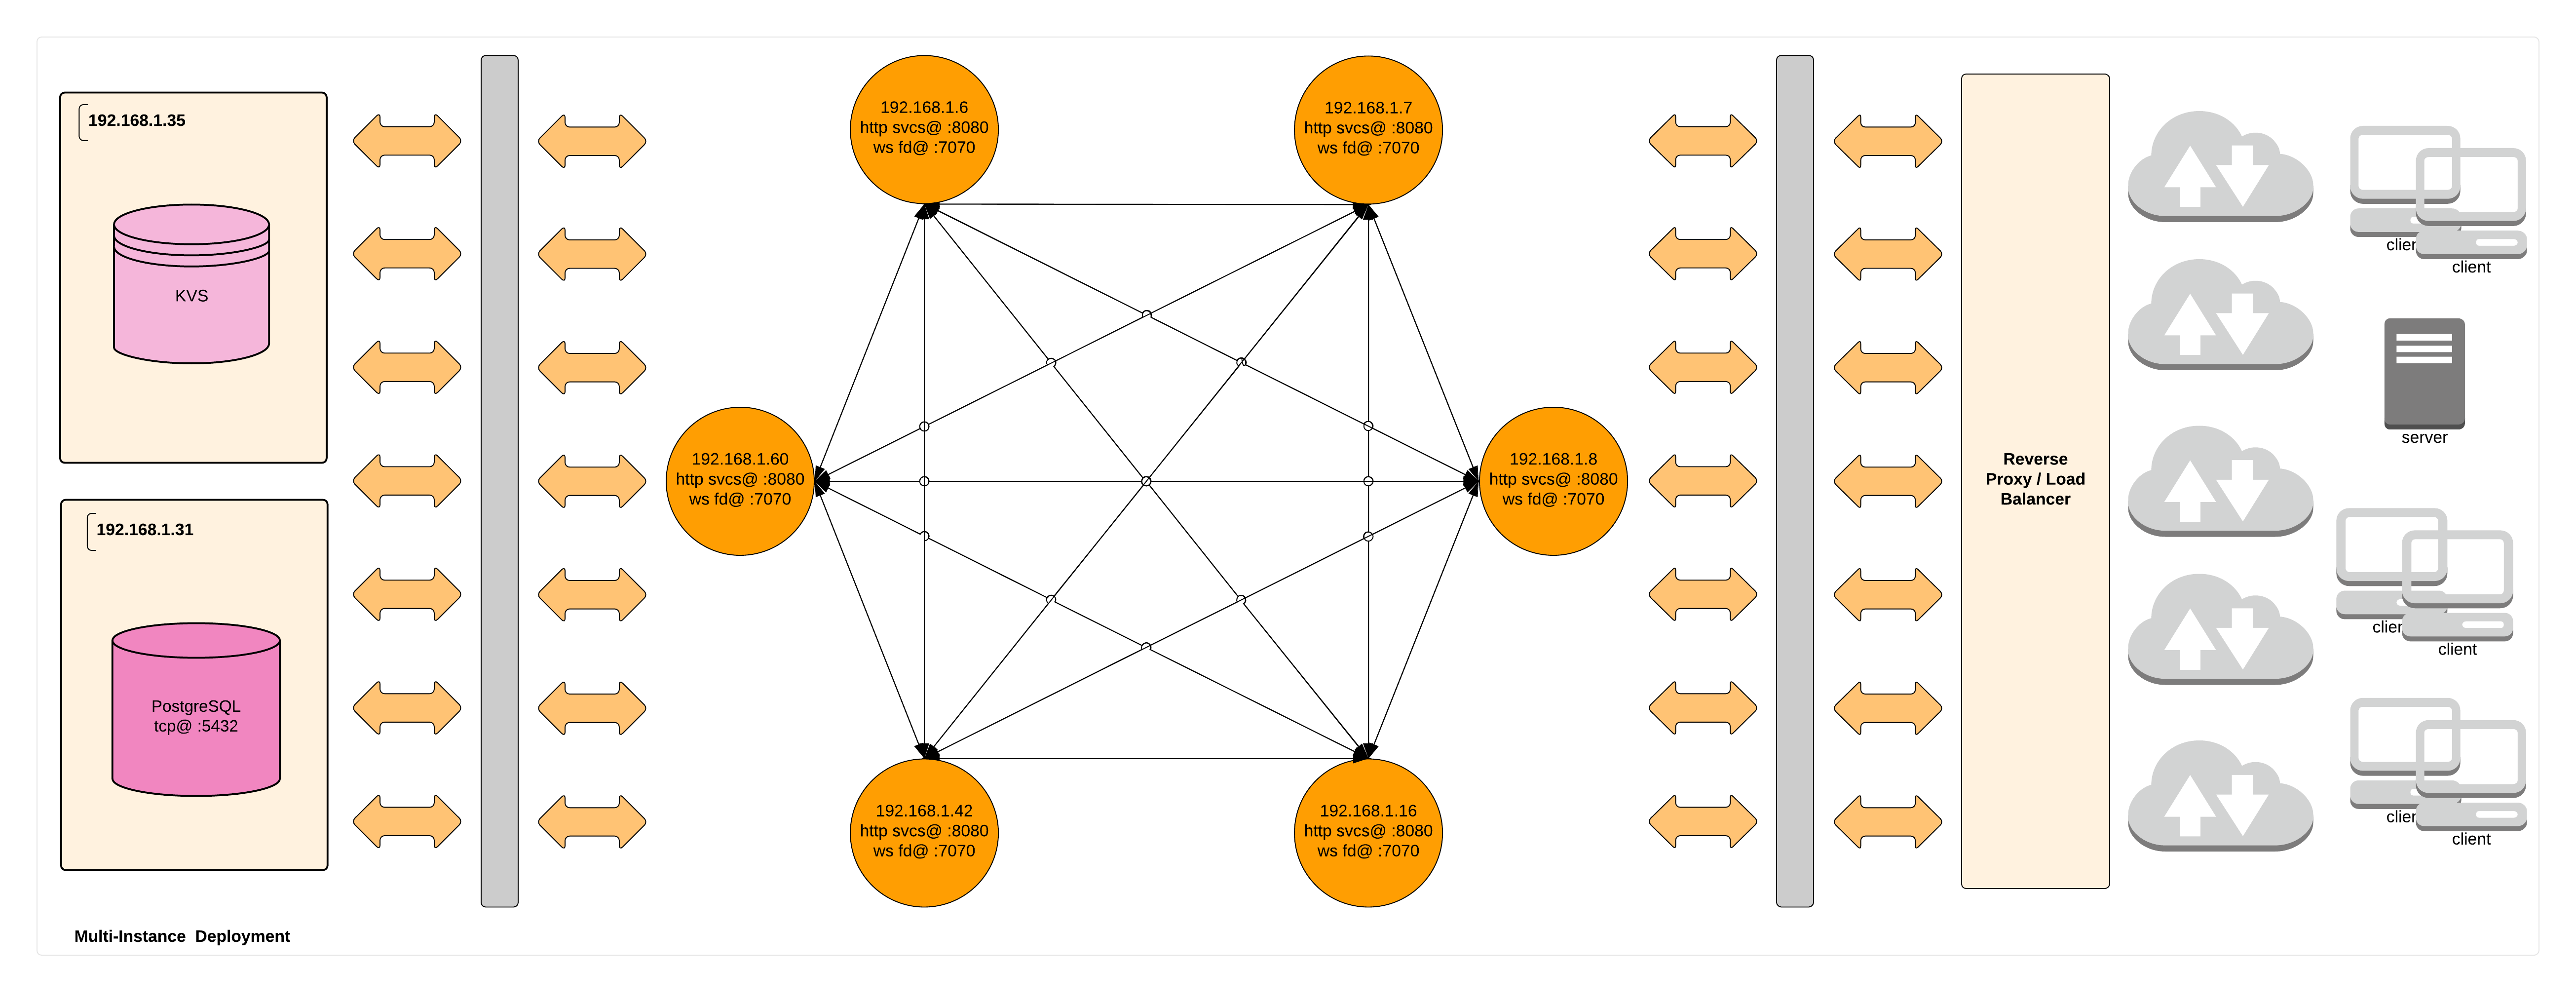 192.168.1.35
KVS
192.168.1.31
PostgreSQL
tcp@ :5432
Multi-Instance Deployment
192.168.1.6
http svcs@ :8080
ws fd@ :7070
192.168.1.7
http svcs@ :8080
ws fd@ :7070
192.168.1.60
http svcs@ :8080
ws fd@ :7070
192.168.1.8
http svcs@ :8080
ws fd@ :7070
192.168.1.42
http svcs@ :8080
ws fd@ :7070
192.168.1.16
http svcs@ :8080
ws fd@ :7070
Reverse
Proxy / Load
Balancer
clien
client
server
clien
client
clien
client